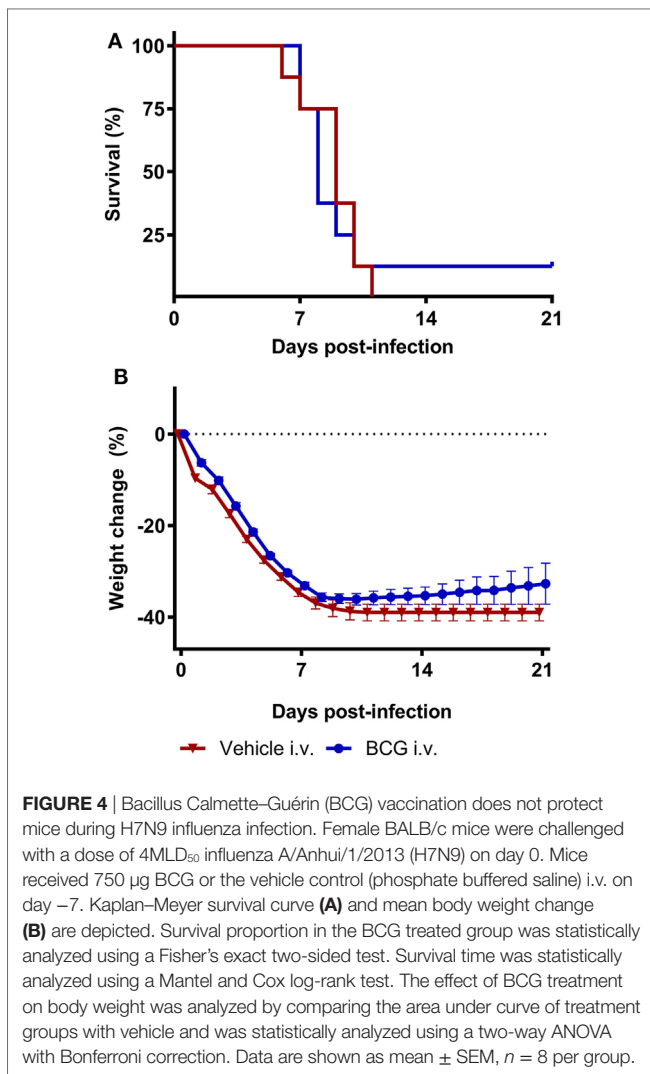 A
100
75
50
25
Survival (%)
0 7 14 21
Days post-infection
B
0
-20
-40
Weight change (%)
0 7 14 21
Days post-infection
Vehicle i.v. BCG i.v.
FIGURE 4 | Bacillus Calmette–Guérin (BCG) vaccination does not protect
mice during H7N9 influenza infection. Female BALB/c mice were challenged
with a dose of 4MLD₅₀ influenza A/Anhui/1/2013 (H7N9) on day 0. Mice
received 750 µg BCG or the vehicle control (phosphate buffered saline) i.v. on
day −7. Kaplan–Meyer survival curve (A) and mean body weight change
(B) are depicted. Survival proportion in the BCG treated group was statistically
analyzed using a Fisher's exact two-sided test. Survival time was statistically
analyzed using a Mantel and Cox log-rank test. The effect of BCG treatment
on body weight was analyzed by comparing the area under curve of treatment
groups with vehicle and was statistically analyzed using a two-way ANOVA
with Bonferroni correction. Data are shown as mean ± SEM, n = 8 per group.